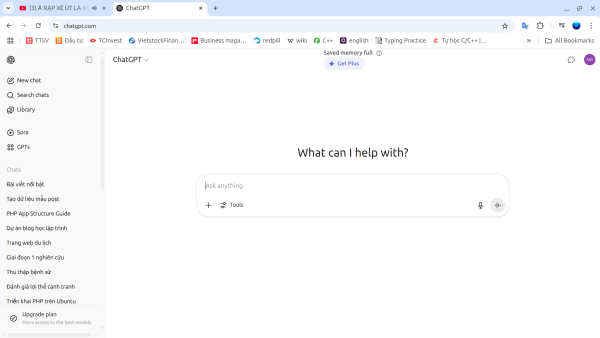 (3) Ả RẬP XÊ ÚT LÀ
ChatGPT
chatgpt.com
TTSV
Đầu tư
TCInvest
VietstockFinan...
Business maga...
redpill
wiki
C++
english
Typing Practice
Tự học C/C++ |...
All Bookmarks
ChatGPT
Saved memory full
Get Plus
NG
New chat
Search chats
Library
Sora
GPTs
Chats
Bài viết nổi bật
Tạo dữ liệu mẫu post
PHP App Structure Guide
Dự án blog học lập trình
Trang web du lịch
Giai đoạn 1 nghiên cứu
Thu thập bệnh sử
Đánh giá lợi thế cạnh tranh
Triển khai PHP trên Ubuntu
Upgrade plan
More access to the best models
What can I help with?
Ask anything
Tools